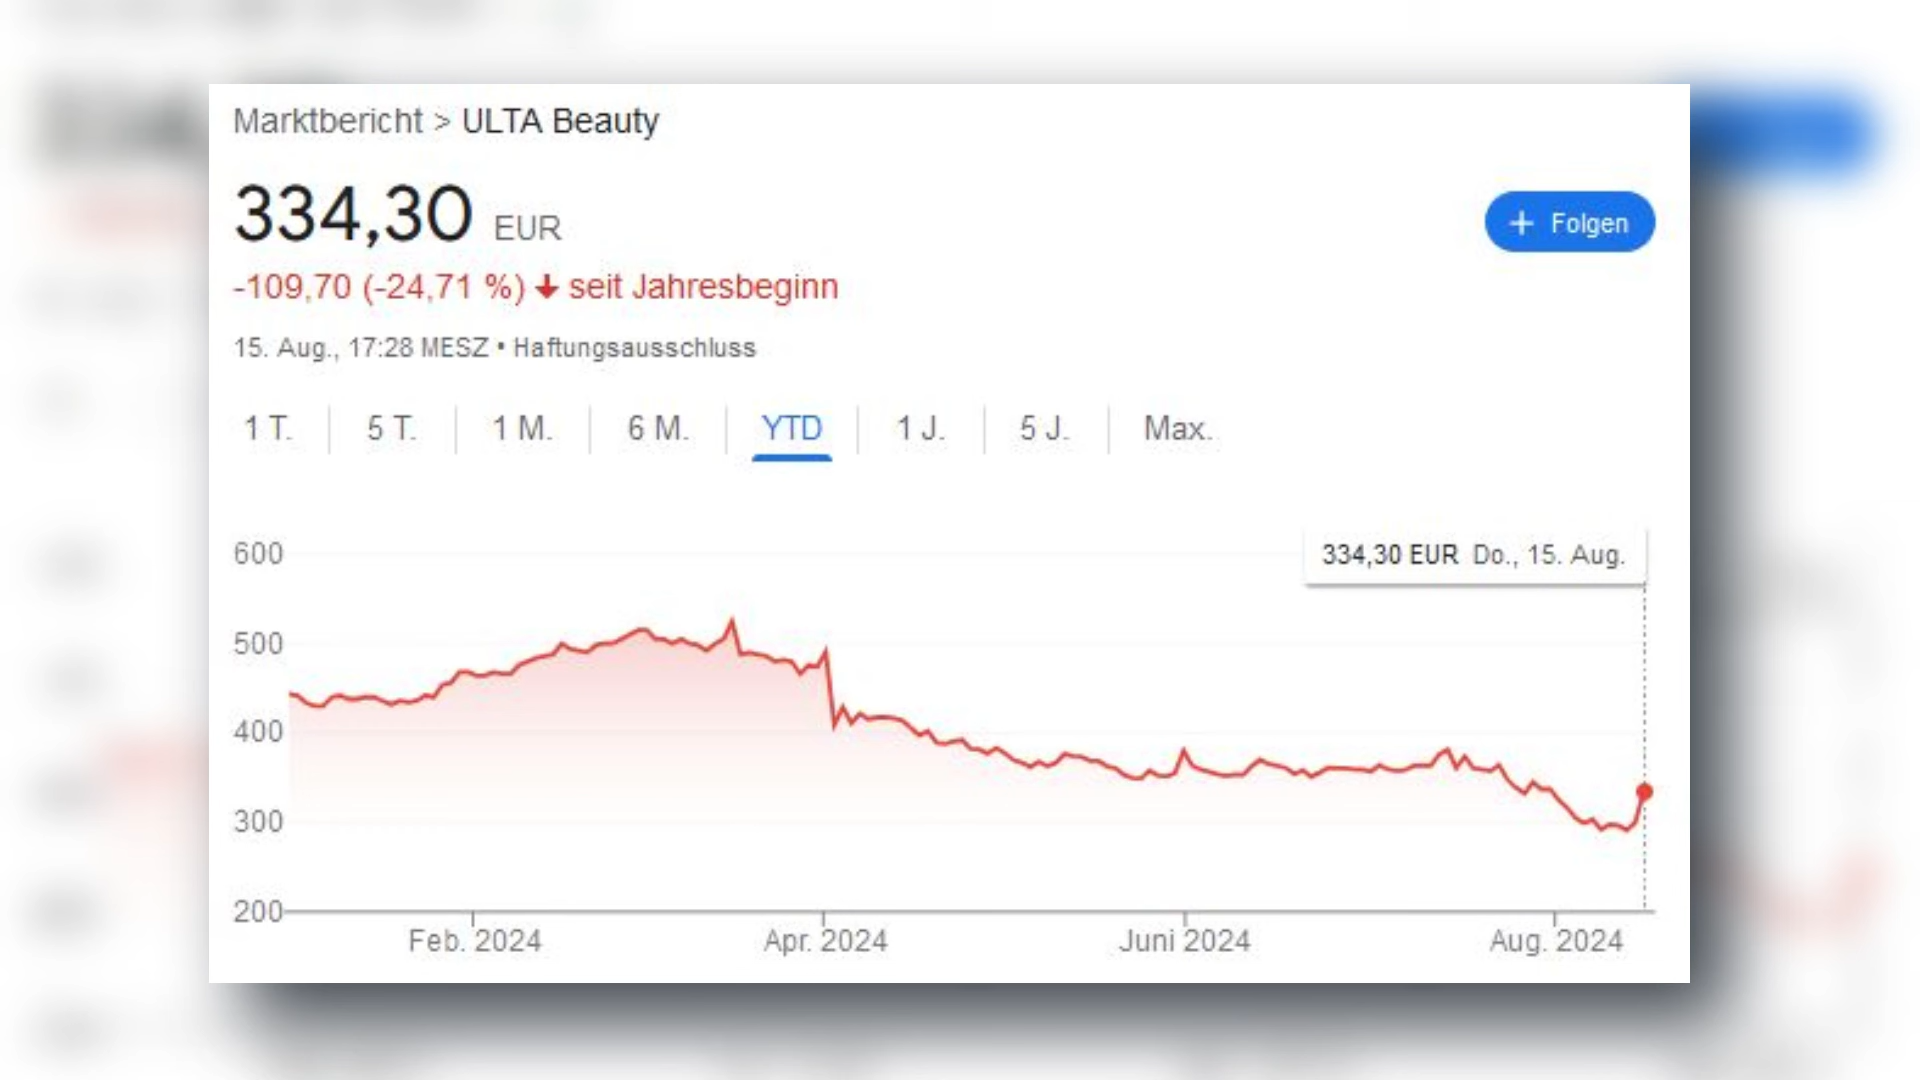 Marktbericht > ULTA Beauty
334,30 EUR
+ Folgen
-109,70 (-24,71 %) ↓ seit Jahresbeginn
15. Aug., 17:28 MESZ • Haftungsausschluss
1 T. 5 T. 1 M. 6 M. YTD 1 J. 5 J. Max.
334,30 EUR Do., 15. Aug.
600
500
400
300
200
Feb. 2024 Apr. 2024 Juni 2024 Aug. 2024